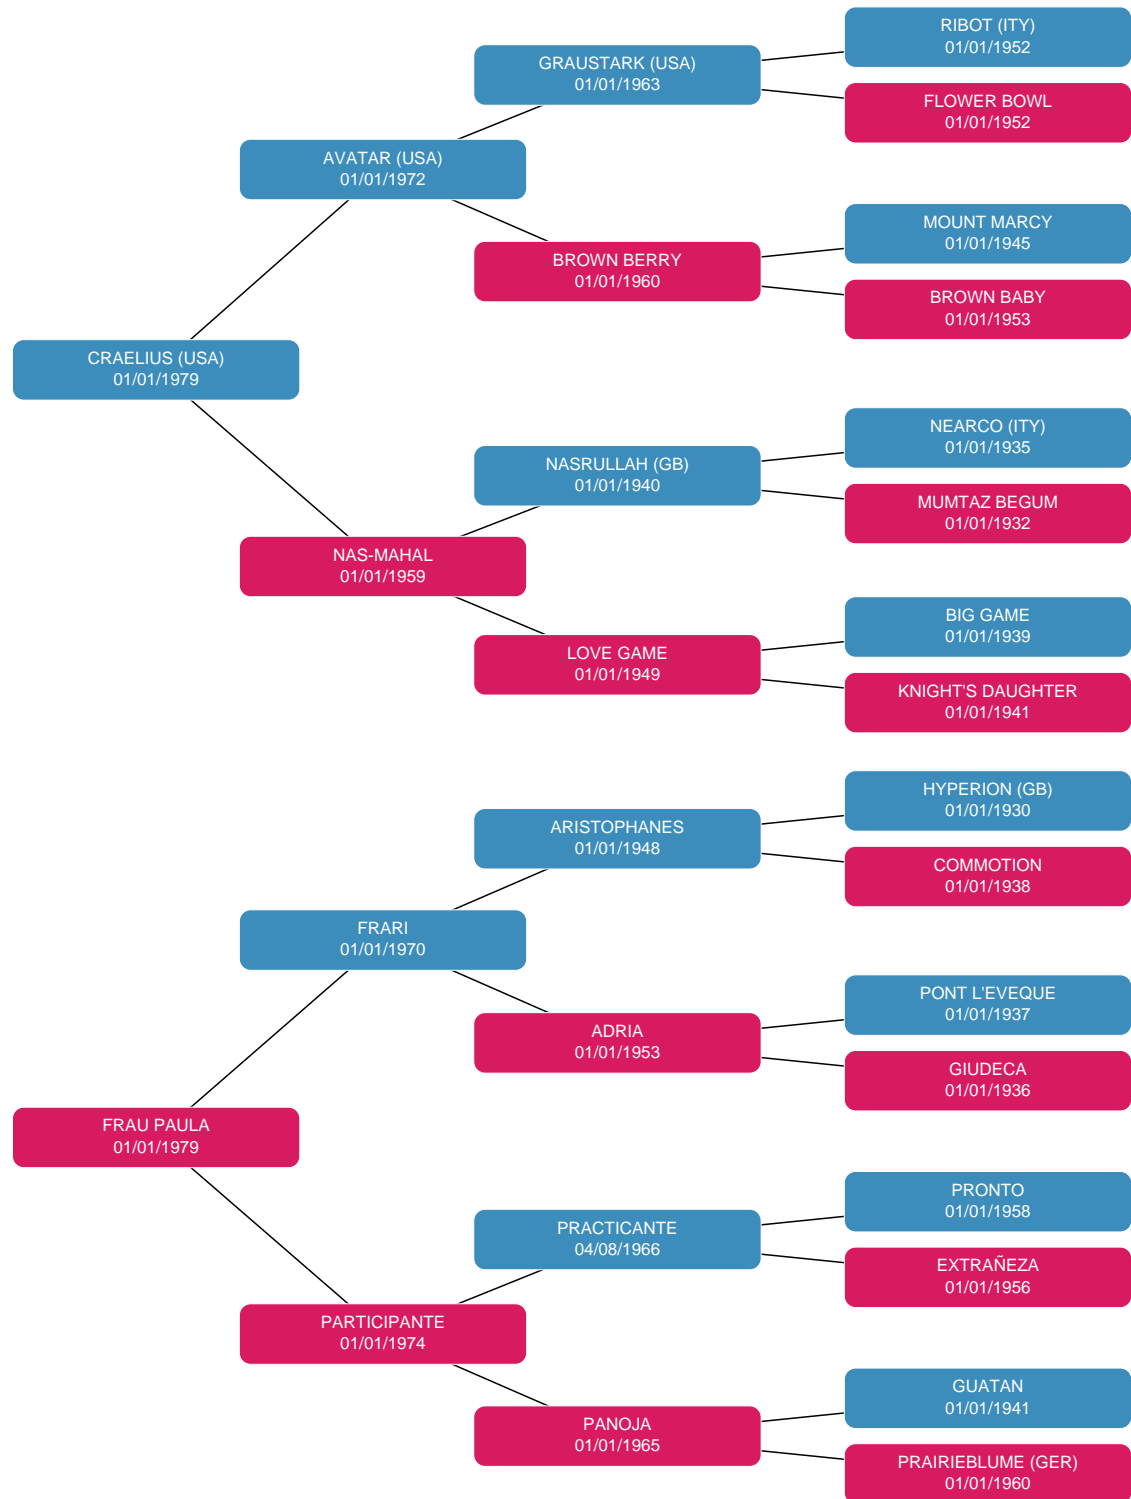 RIBOT (ITY)
01/01/1952
GRAUSTARK (USA)
01/01/1963
FLOWER BOWL
01/01/1952
AVATAR (USA)
01/01/1972
MOUNT MARCY
01/01/1945
BROWN BERRY
01/01/1960
BROWN BABY
01/01/1953
CRAELIUS (USA)
01/01/1979
NEARCO (ITY)
01/01/1935
NASRULLAH (GB)
01/01/1940
MUMTAZ BEGUM
01/01/1932
NAS-MAHAL
01/01/1959
BIG GAME
01/01/1939
LOVE GAME
01/01/1949
KNIGHT'S DAUGHTER
01/01/1941
HYPERION (GB)
01/01/1930
ARISTOPHANES
01/01/1948
COMMOTION
01/01/1938
FRARI
01/01/1970
PONT L'EVEQUE
01/01/1937
ADRIA
01/01/1953
GIUDECA
01/01/1936
FRAU PAULA
01/01/1979
PRONTO
01/01/1958
PRACTICANTE
04/08/1966
EXTRAÑEZA
01/01/1956
PARTICIPANTE
01/01/1974
GUATAN
01/01/1941
PANOJA
01/01/1965
PRAIRIEBLUME (GER)
01/01/1960